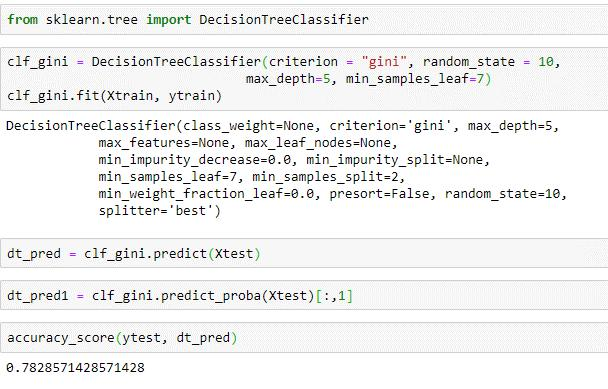 from sklearn.tree import DecisionTreeClassifier
clf_gini = DecisionTreeClassifier(criterion = "gini", random_state = 10,
max_depth=5, min_samples_leaf=7)
clf_gini.fit(Xtrain, ytrain)
DecisionTreeClassifier(class_weight=None, criterion='gini', max_depth=5,
max_features=None, max_leaf_nodes=None,
min_impurity_decrease=0.0, min_impurity_split=None,
min_samples_leaf=7, min_samples_split=2,
min_weight_fraction_leaf=0.0, presort=False, random_state=10,
splitter='best')
dt_pred = clf_gini.predict(Xtest)
dt_pred1 = clf_gini.predict_proba(Xtest)[:,1]
accuracy_score(ytest, dt_pred)
0.7828571428571428